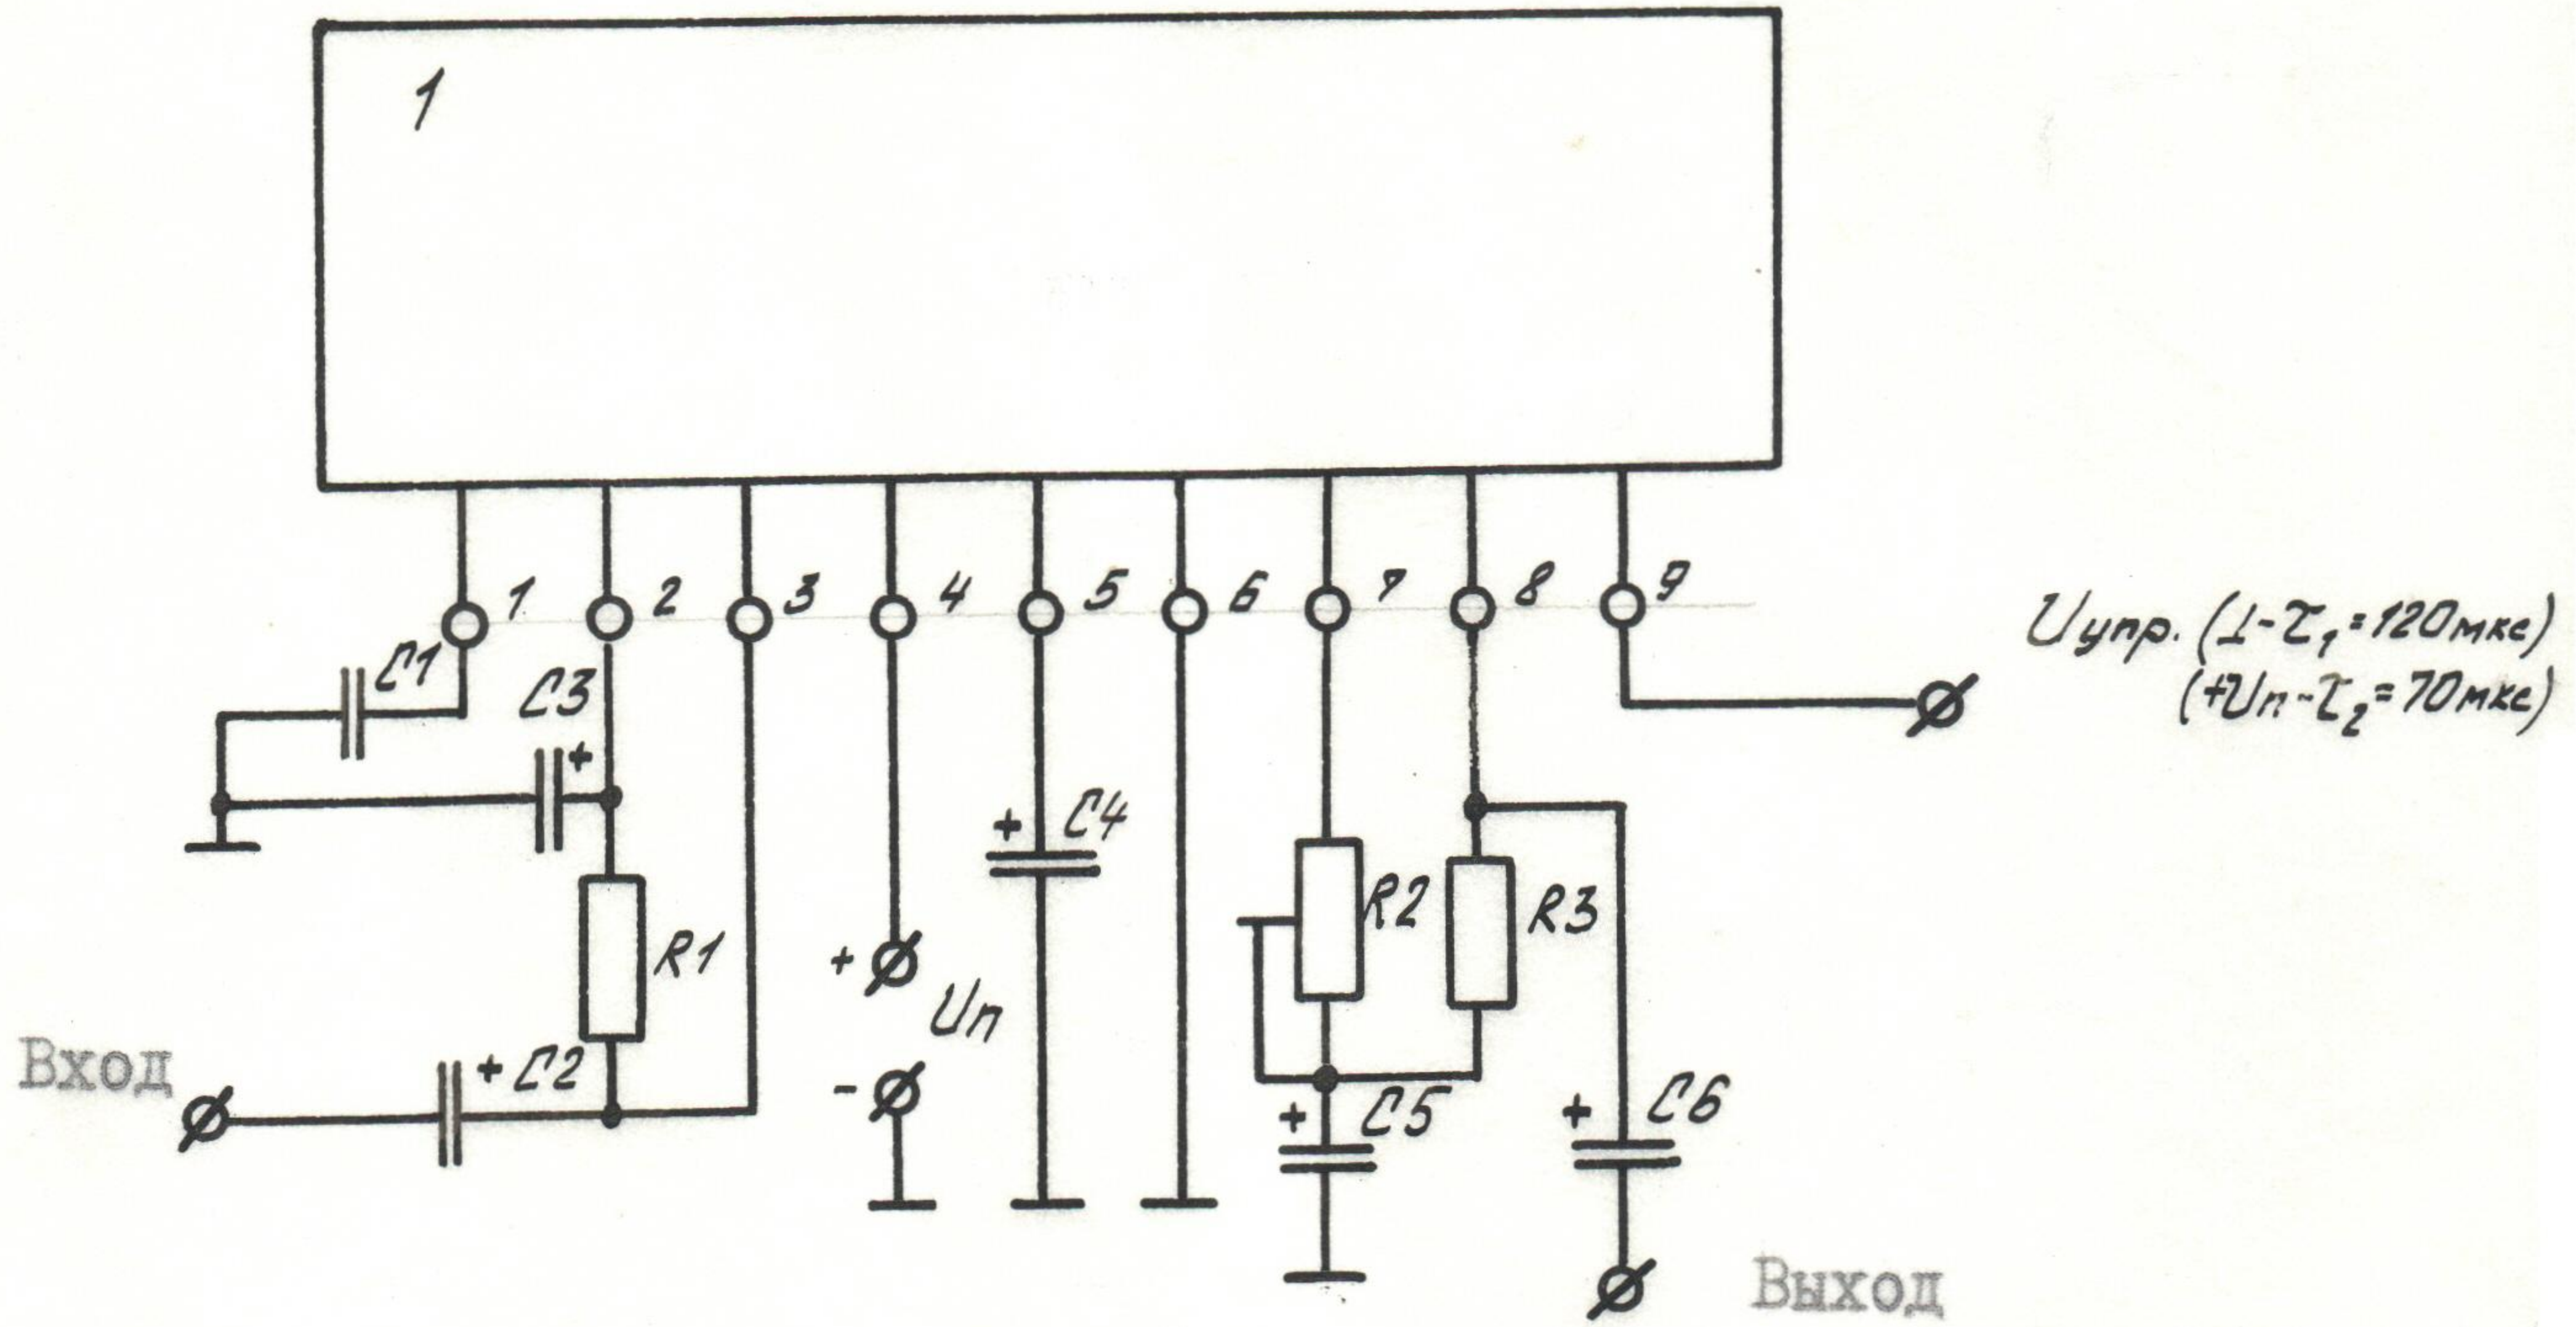 1
1 2 3 4 5 6 7 8 9
Uупр. (⊥-τ₁=120мкс)
(+Uп-τ₂=70мкс)
C1
C3
+
+ C4
R2
R3
R1
+
Uп
-
Вход
+ C2
+ C5
+ C6
Выход